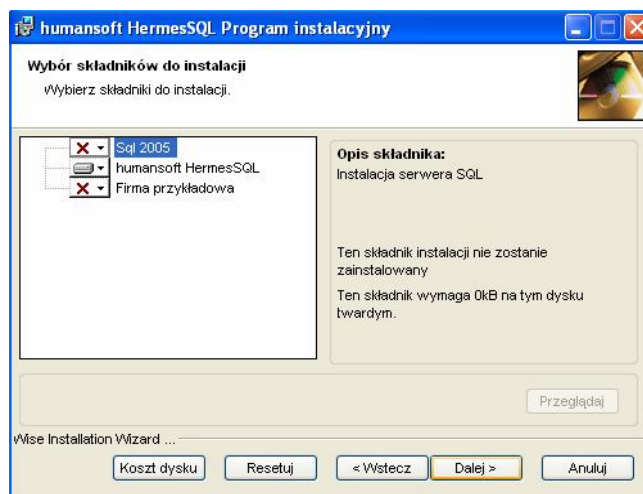 humansoft HermesSQL Program instalacyjny
Wybór składników do instalacji
Wybierz składniki do instalacji.
Sql 2005
humansoft HermesSQL
Firma przykładowa
Opis składnika:
Instalacja serwera SQL
Ten składnik instalacji nie zostanie
zainstalowany
Ten składnik wymaga 0kB na tym dysku
twardym.
Przeglądaj
Wise Installation Wizard ...
Koszt dysku
Resetuj
< Wstecz
Dalej >
Anuluj